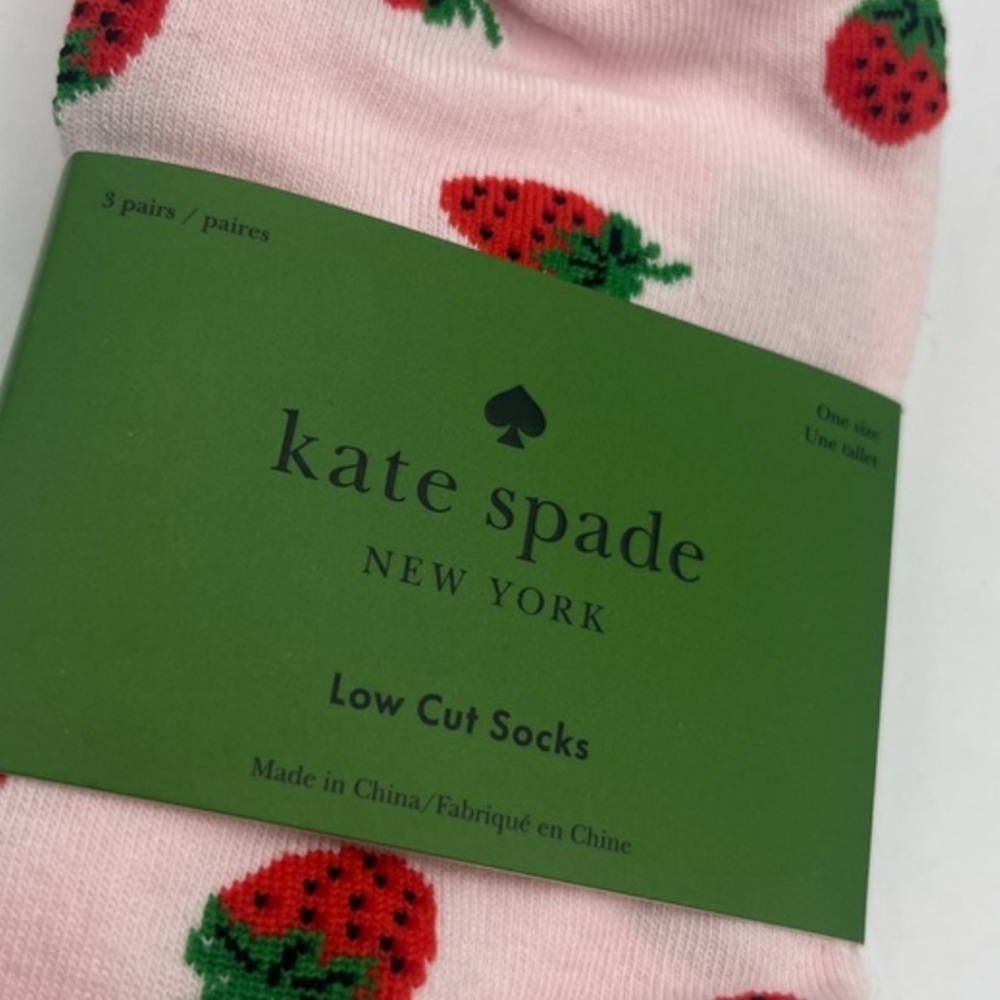 3 pairs / paires
One size
Une tallet
kate spade
NEW YORK
Low Cut Socks
Made in China/Fabriqué en Chine